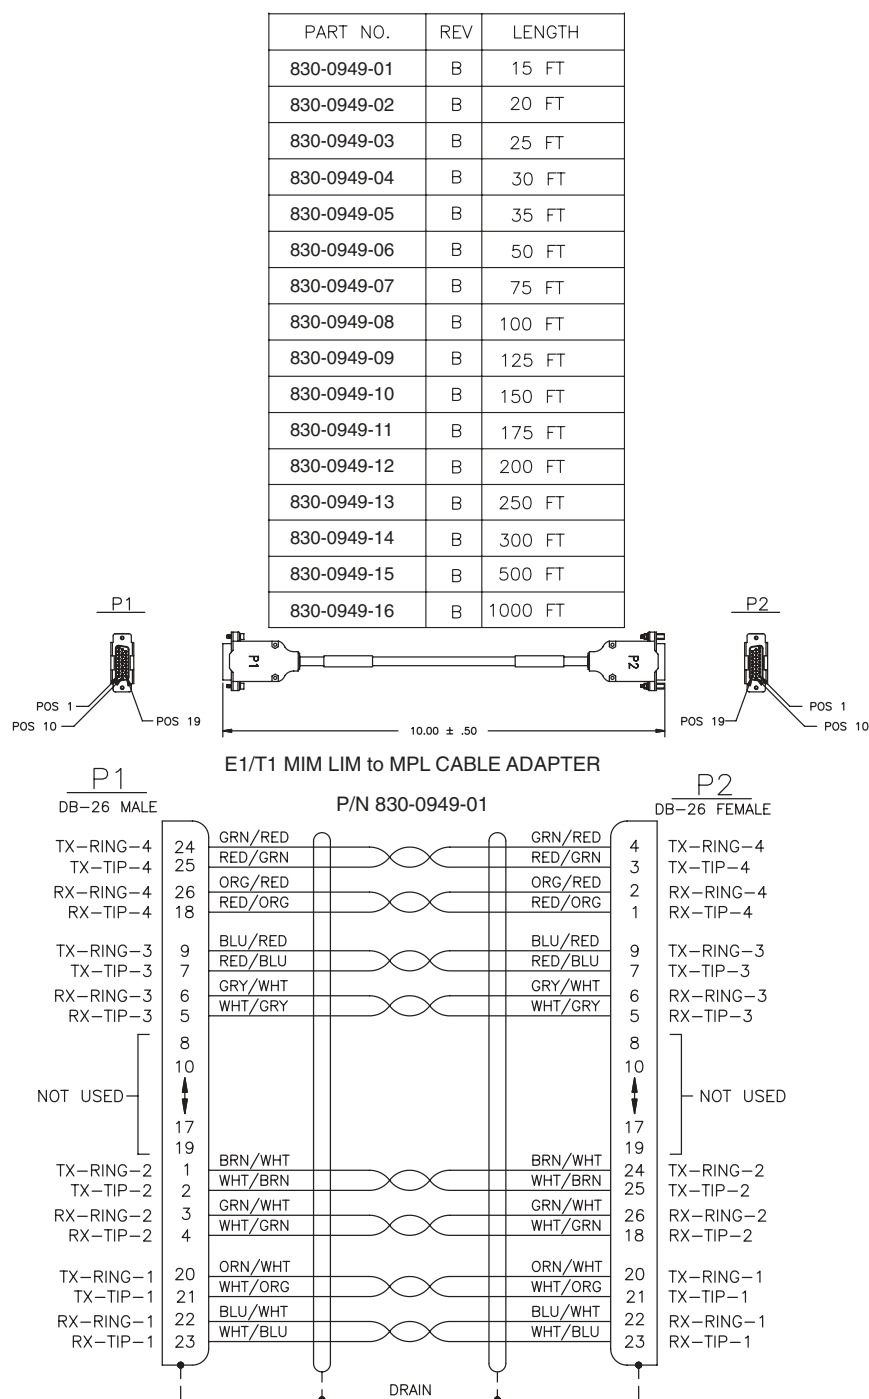 PART NO. REV LENGTH
830-0949-01 B 15 FT
830-0949-02 B 20 FT
830-0949-03 B 25 FT
830-0949-04 B 30 FT
830-0949-05 B 35 FT
830-0949-06 B 50 FT
830-0949-07 B 75 FT
830-0949-08 B 100 FT
830-0949-09 B 125 FT
830-0949-10 B 150 FT
830-0949-11 B 175 FT
830-0949-12 B 200 FT
830-0949-13 B 250 FT
830-0949-14 B 300 FT
830-0949-15 B 500 FT
830-0949-16 B 1000 FT
P1 P2
P1 P2
POS 1 POS 1
POS 10 POS 19 10.00 ± .50 POS 19 POS 10
E1/T1 MIM LIM to MPL CABLE ADAPTER
P1 P2
DB-26 MALE P/N 830-0949-01 DB-26 FEMALE
TX-RING-4 24 GRN/RED GRN/RED 4 TX-RING-4
TX-TIP-4 25 RED/GRN RED/GRN 3 TX-TIP-4
RX-RING-4 26 ORG/RED ORG/RED 2 RX-RING-4
RX-TIP-4 18 RED/ORG RED/ORG 1 RX-TIP-4
TX-RING-3 9 BLU/RED BLU/RED 9 TX-RING-3
TX-TIP-3 7 RED/BLU RED/BLU 7 TX-TIP-3
RX-RING-3 6 GRY/WHT GRY/WHT 6 RX-RING-3
RX-TIP-3 5 WHT/GRY WHT/GRY 5 RX-TIP-3
8 8
10 10
NOT USED NOT USED
17 17
19 19
TX-RING-2 1 BRN/WHT BRN/WHT 24 TX-RING-2
TX-TIP-2 2 WHT/BRN WHT/BRN 25 TX-TIP-2
RX-RING-2 3 GRN/WHT GRN/WHT 26 RX-RING-2
RX-TIP-2 4 WHT/GRN WHT/GRN 18 RX-TIP-2
TX-RING-1 20 ORN/WHT ORN/WHT 20 TX-RING-1
TX-TIP-1 21 WHT/ORG WHT/ORG 21 TX-TIP-1
RX-RING-1 22 BLU/WHT BLU/WHT 22 RX-RING-1
RX-TIP-1 23 WHT/BLU WHT/BLU 23 RX-TIP-1
DRAIN